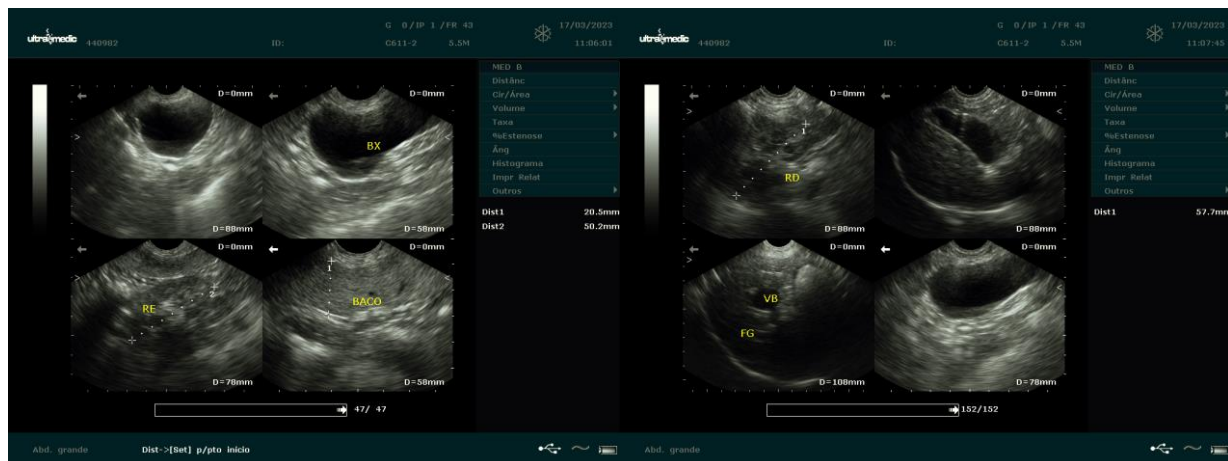 ultramedic 440982 ID: G 0/IP 1 /FR 43 17/03/2023
C611-2 5.5M 11:06:01
MED B
Distânc
Cir/Área
Volume
Taxa
%Estenose
Âng
Histograma
Impr Relat
Outros
Dist1 20.5mm
Dist2 50.2mm
D=0mm D=0mm
BX
D=88mm D=58mm
D=0mm D=0mm
1
2
RE BACO
D=78mm D=58mm
47/ 47
Abd. grande Dist->[Set] p/pto início
ultramedic 440982 ID: G 0/IP 1 /FR 43 17/03/2023
C611-2 5.5M 11:07:45
MED B
Distânc
Cir/Área
Volume
Taxa
%Estenose
Âng
Histograma
Impr Relat
Outros
Dist1 57.7mm
D=0mm D=0mm
1
RD
D=88mm D=88mm
D=0mm D=0mm
VB
FG
D=108mm D=78mm
152/152
Abd. grande